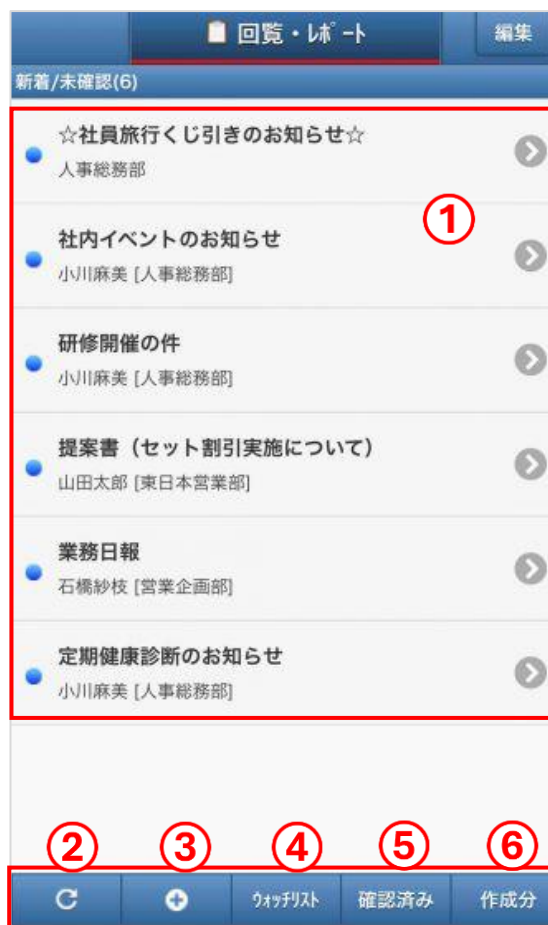 回覧・ﾚﾎﾟｰﾄ
編集
新着/未確認(6)
☆社員旅行くじ引きのお知らせ☆
人事総務部
①
社内イベントのお知らせ
小川麻美 [人事総務部]
研修開催の件
小川麻美 [人事総務部]
提案書（セット割引実施について）
山田太郎 [東日本営業部]
業務日報
石橋紗枝 [営業企画部]
定期健康診断のお知らせ
小川麻美 [人事総務部]
② ③ ④ ⑤ ⑥
ｳｫｯﾁﾘｽﾄ 確認済み 作成分